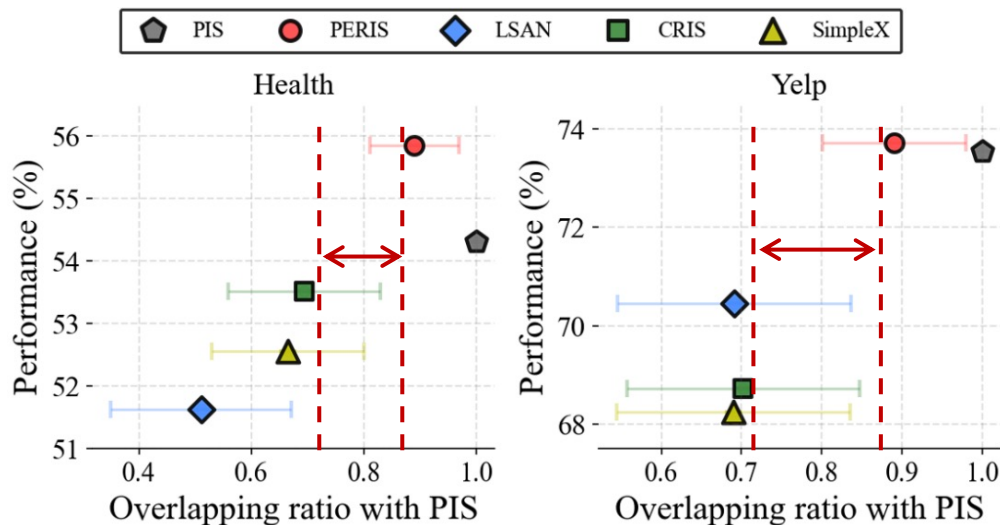 PIS PERIS LSAN CRIS SimpleX
Health
Performance (%)
56
55
54
53
52
51
0.4 0.6 0.8 1.0
Overlapping ratio with PIS
Yelp
Performance (%)
74
72
70
68
0.6 0.7 0.8 0.9 1.0
Overlapping ratio with PIS